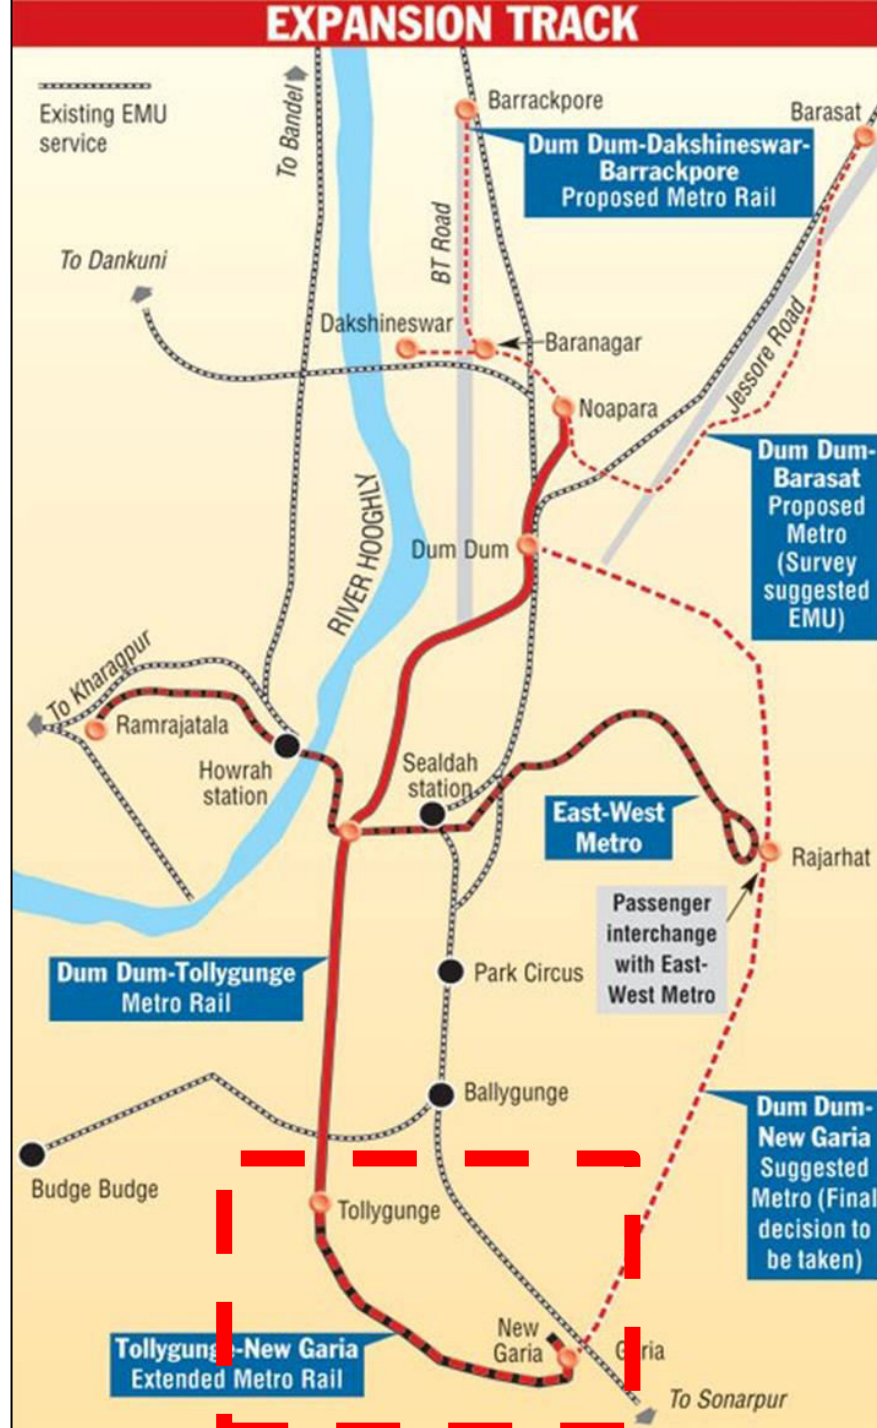 EXPANSION TRACK
Existing EMU
service
To Bandel
Barrackpore
Barasat
Dum Dum-Dakshineswar-
Barrackpore
Proposed Metro Rail
BT Road
To Dankuni
Dakshineswar
Baranagar
Jessore Road
Noapara
Dum Dum-
Barasat
Proposed
Metro
(Survey
suggested
EMU)
RIVER HOOGHLY
Dum Dum
To Kharagpur
Ramrajatala
Howrah
station
Sealdah
station
East-West
Metro
Rajarhat
Passenger
interchange
with East-
West Metro
Dum Dum-Tollygunge
Metro Rail
Park Circus
Ballygunge
Dum Dum-
New Garia
Suggested
Metro (Final
decision to
be taken)
Budge Budge
Tollygunge
New
Garia
Garia
Tollygunge-New Garia
Extended Metro Rail
To Sonarpur